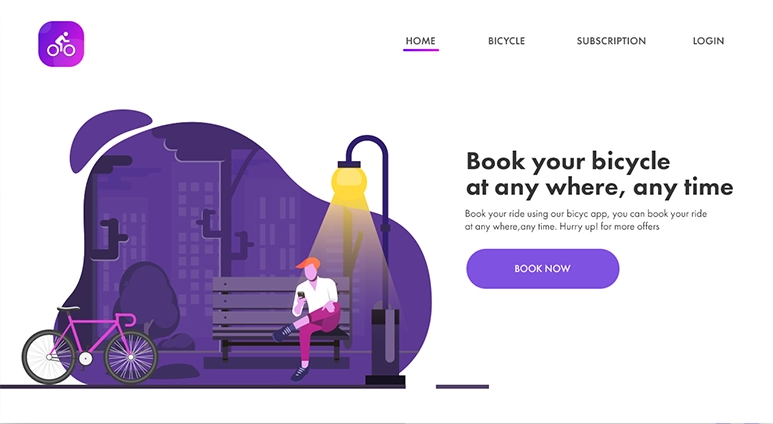 HOME
BICYCLE
SUBSCRIPTION
LOGIN
Book your bicycle
at any where, any time
Book your ride using our bicyc app, you can book your ride
at any where,any time. Hurry up! for more offers
BOOK NOW